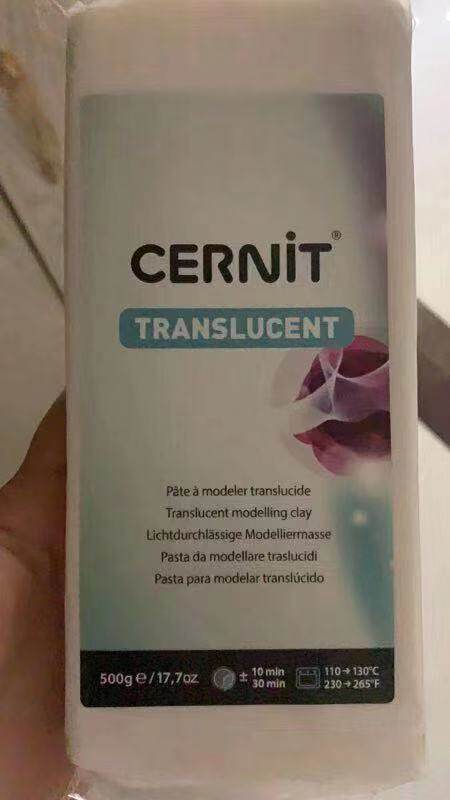 CERNiT®
TRANSLUCENT
Pâte à modeler translucide
Translucent modelling clay
Lichtdurchlässige Modelliermasse
Pasta da modellare traslucidi
Pasta para modelar translúcido
500g ℮ / 17,7oz ± 10 min 30 min 110→130°C 230→265°F